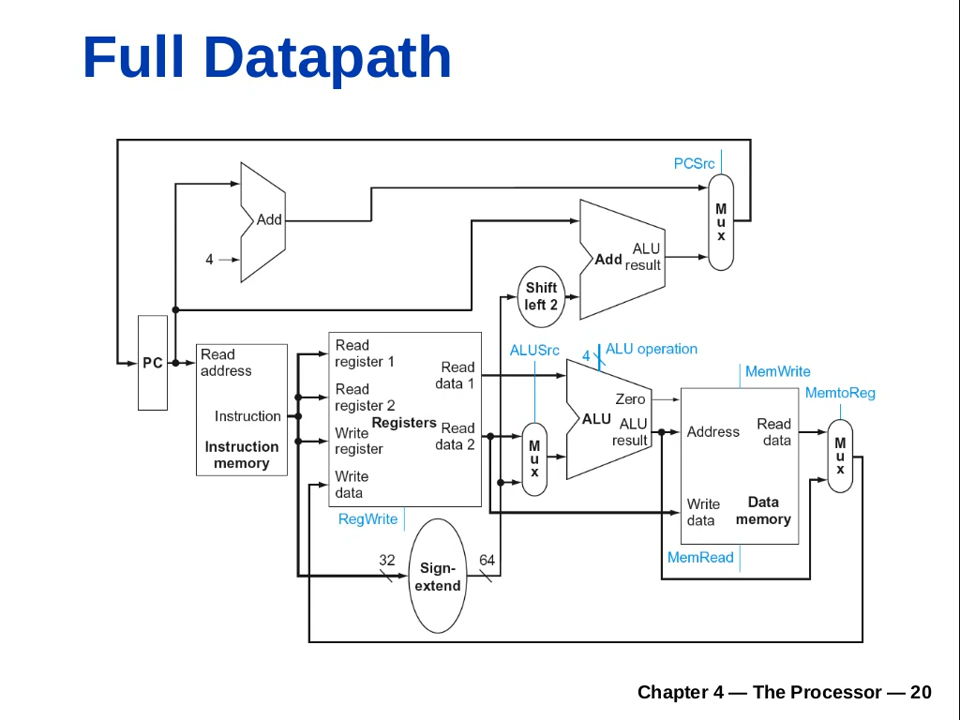 Full Datapath
PCSrc
M
u
x
Add
4
Add
ALU
result
Shift
left 2
PC
Read
address
Instruction
Instruction
memory
Read
register 1
Read
register 2
Write
register
Write
data
Registers
Read
data 1
Read
data 2
RegWrite
ALUSrc
M
u
x
4
ALU operation
Zero
ALU
ALU
result
MemWrite
Address
Read
data
Write
data
Data
memory
MemRead
MemtoReg
M
u
x
32
Sign-
extend
64
Chapter 4 — The Processor — 20